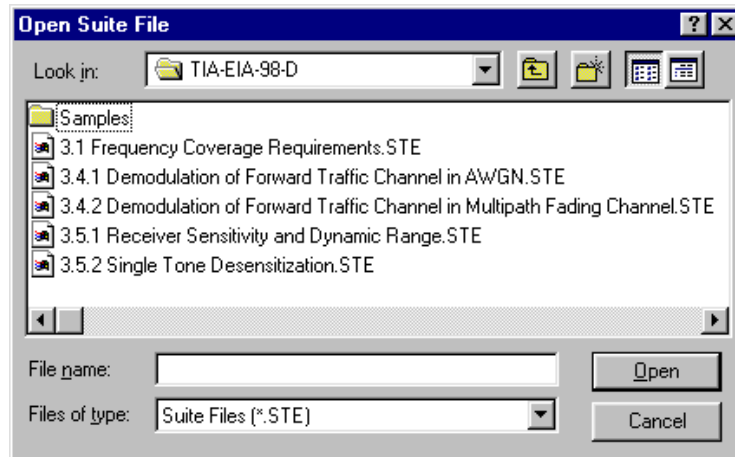 Open Suite File
Look in: TIA-EIA-98-D
Samples
3.1 Frequency Coverage Requirements.STE
3.4.1 Demodulation of Forward Traffic Channel in AWGN.STE
3.4.2 Demodulation of Forward Traffic Channel in Multipath Fading Channel.STE
3.5.1 Receiver Sensitivity and Dynamic Range.STE
3.5.2 Single Tone Desensitization.STE
File name: Open
Files of type: Suite Files (*.STE) Cancel